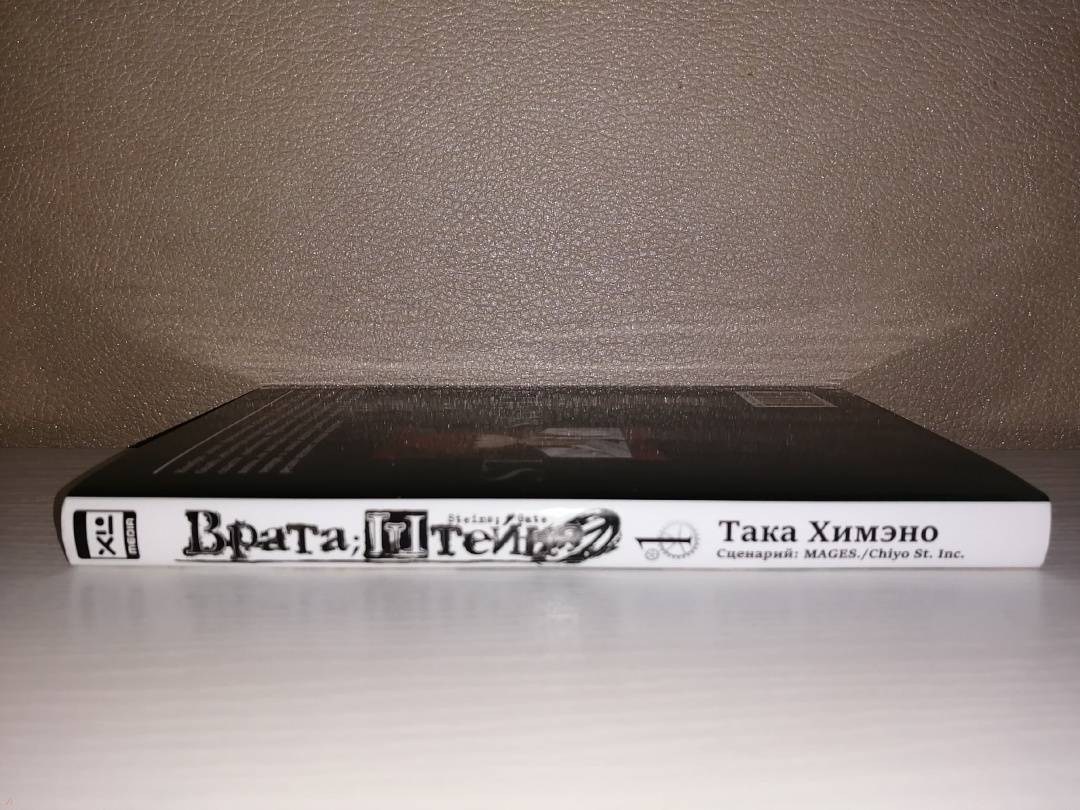 XL
MEDIA
Врата;Штейна
Steins;Gate
1
Така Химэно
Сценарий: MAGES./Chiyo St. Inc.